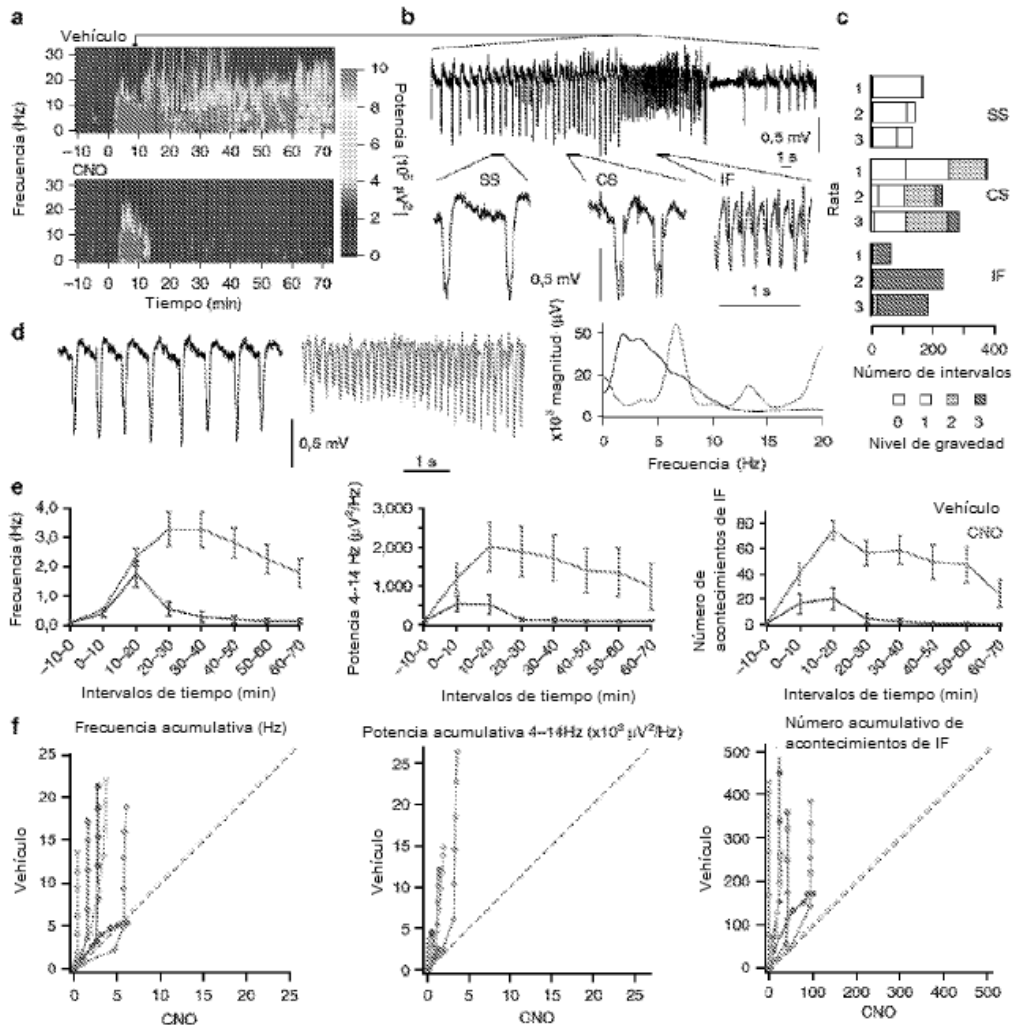 a
Vehículo
Frecuencia (Hz)
30
20
10
0
−10 0 10 20 30 40 50 60 70
CNO
30
20
10
0
−10 0 10 20 30 40 50 60 70
Tiempo (min)
10
8
6
4
2
0
b
0,5 mV
1 s
SS
CS
IF
0,5 mV
1 s
c
Rata
1
2
3
SS
1
2
3
CS
1
2
3
IF
0 200 400
Número de intervalos
0 1 2 3
Nivel de gravedad
d
0,5 mV
1 s
x10³ magnitud (µV)
50
20
0
0 5 10 15 20
Frecuencia (Hz)
e
Frecuencia (Hz)
4,0
3,0
2,0
1,0
0,0
−10–0 0–10 10–20 20–30 30–40 40–50 50–60 60–70
Intervalos de tiempo (min)
Potencia 4--14 Hz (µV²/Hz)
3,000
2,000
1,000
0
−10–0 0–10 10–20 20–30 30–40 40–50 50–60 60–70
Intervalos de tiempo (min)
Número de
acontecimientos de IF
80
60
40
20
0
Vehículo
CNO
−10–0 0–10 10–20 20–30 30–40 40–50 50–60 60–70
Intervalos de tiempo (min)
f
Frecuencia acumulativa (Hz)
Vehículo
25
20
15
10
5
0
0 5 10 15 20 25
CNO
Potencia acumulativa 4--14Hz (x10³ µV²/Hz)
Vehículo
25
20
15
10
5
0
0 5 10 15 20 25
CNO
Número acumulativo de
acontecimientos de IF
Vehículo
500
400
300
200
100
0
0 100 200 300 400 500
CNO